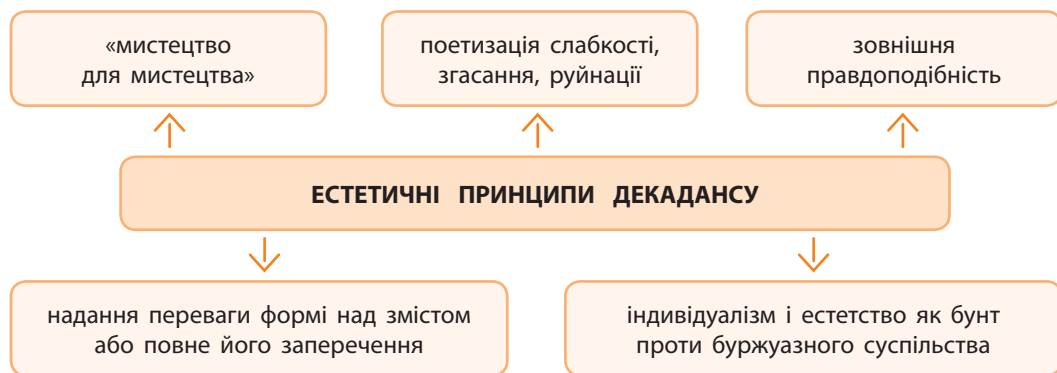 «мистецтво
для мистецтва»
поетизація слабкості,
згасання, руйнації
зовнішня
правдоподібність
ЕСТЕТИЧНІ ПРИНЦИПИ ДЕКАДАНСУ
надання переваги формі над змістом
або повне його заперечення
індивідуалізм і естетство як бунт
проти буржуазного суспільства